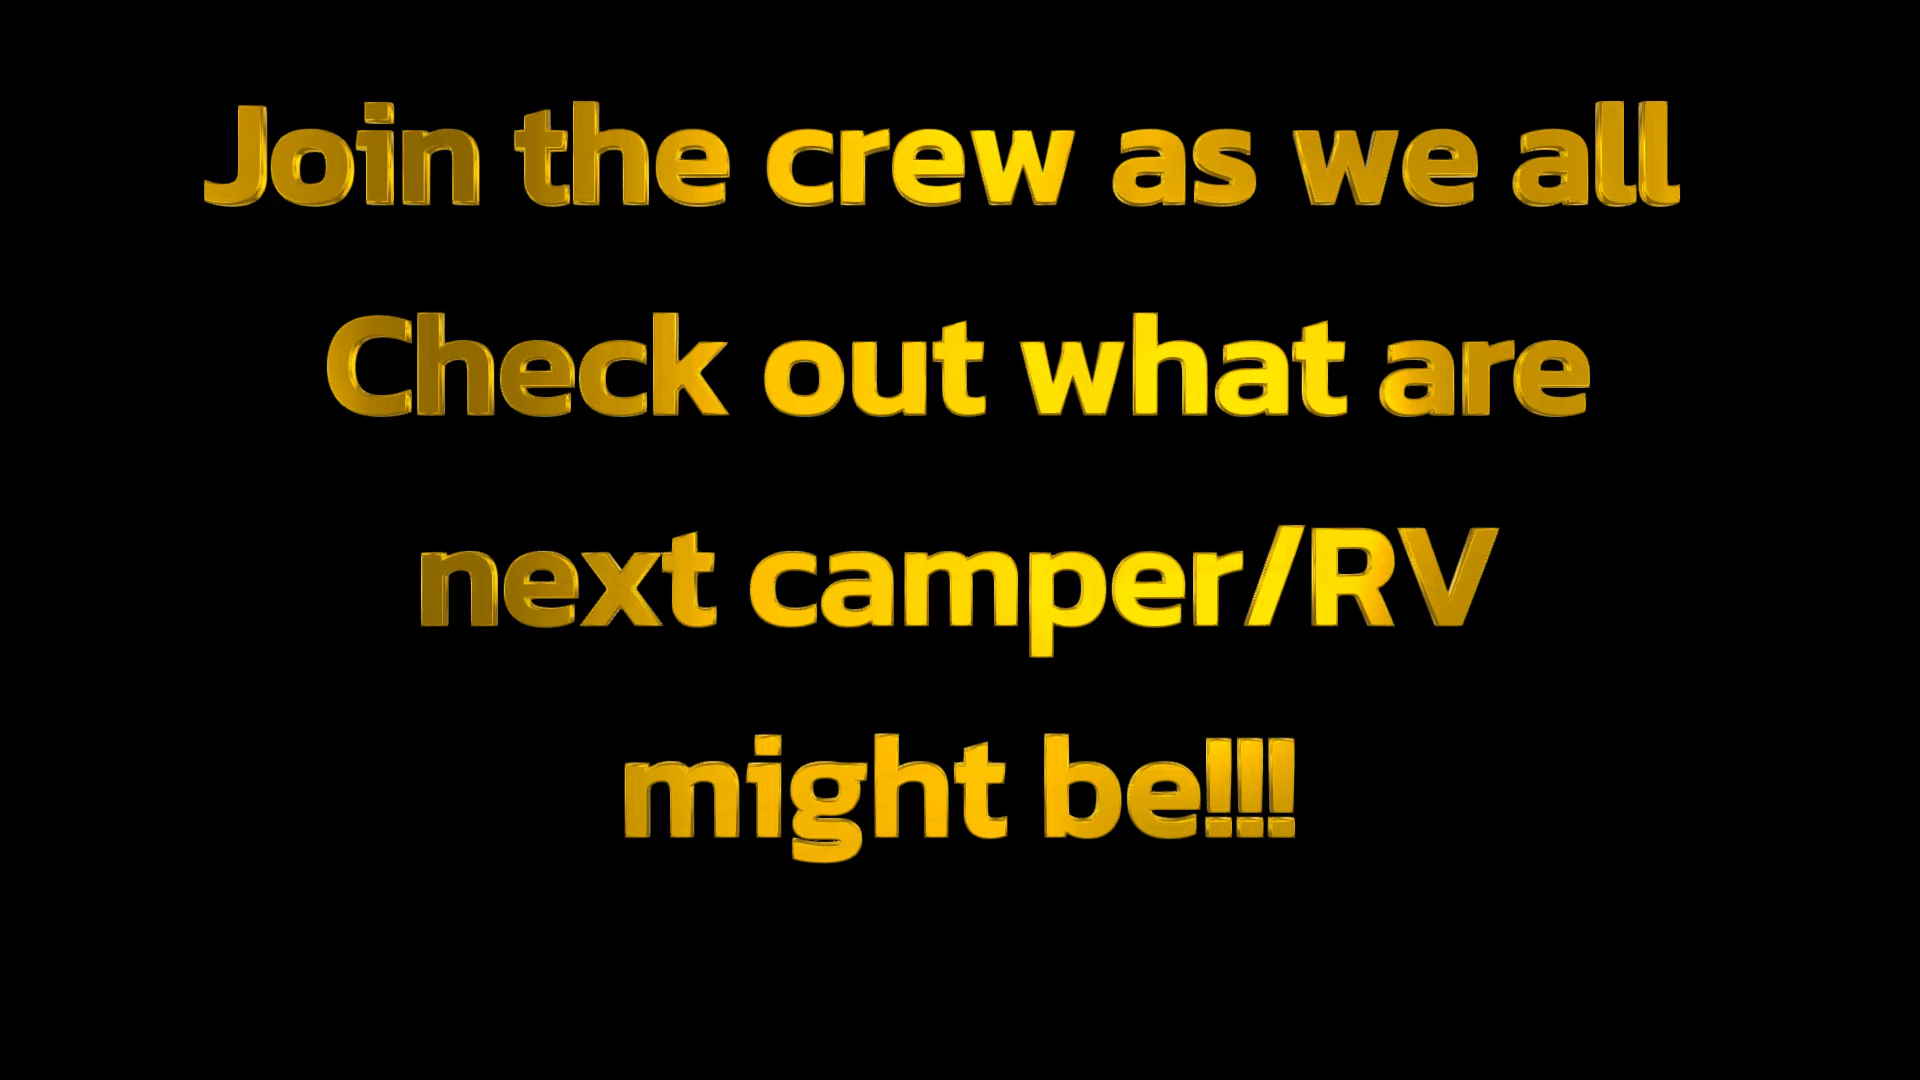 Join the crew as we all
Check out what are
next camper/RV
might be!!!